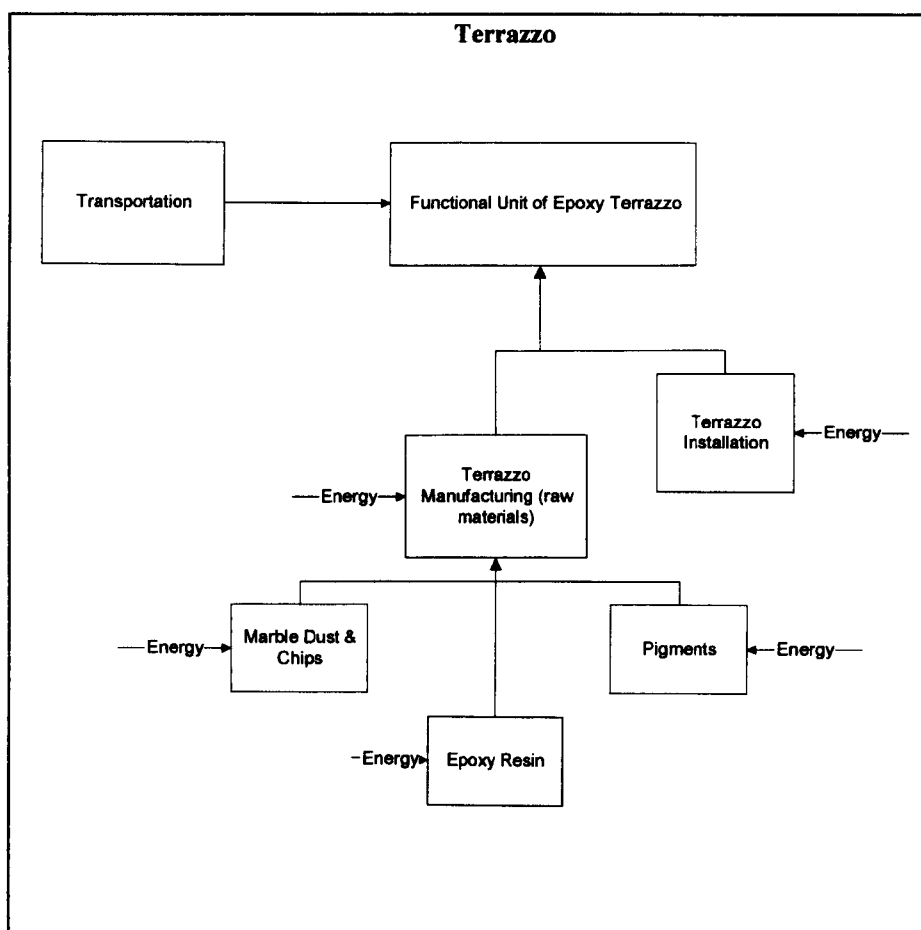 Terrazzo
Transportation
Functional Unit of Epoxy Terrazzo
Terrazzo
Installation
Energy
Terrazzo
Manufacturing (raw
materials)
Energy
Marble Dust &
Chips
Energy
Pigments
Energy
Epoxy Resin
Energy